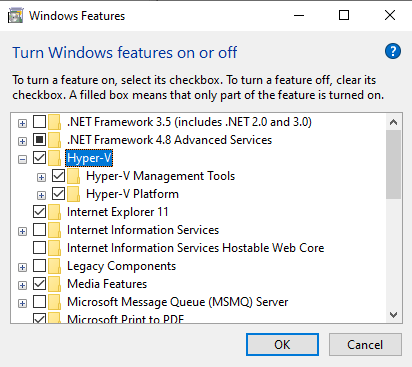 Windows Features
Turn Windows features on or off
To turn a feature on, select its checkbox. To turn a feature off, clear its
checkbox. A filled box means that only part of the feature is turned on.
.NET Framework 3.5 (includes .NET 2.0 and 3.0)
.NET Framework 4.8 Advanced Services
Hyper-V
Hyper-V Management Tools
Hyper-V Platform
Internet Explorer 11
Internet Information Services
Internet Information Services Hostable Web Core
Legacy Components
Media Features
Microsoft Message Queue (MSMQ) Server
Microsoft Print to PDF
OK
Cancel